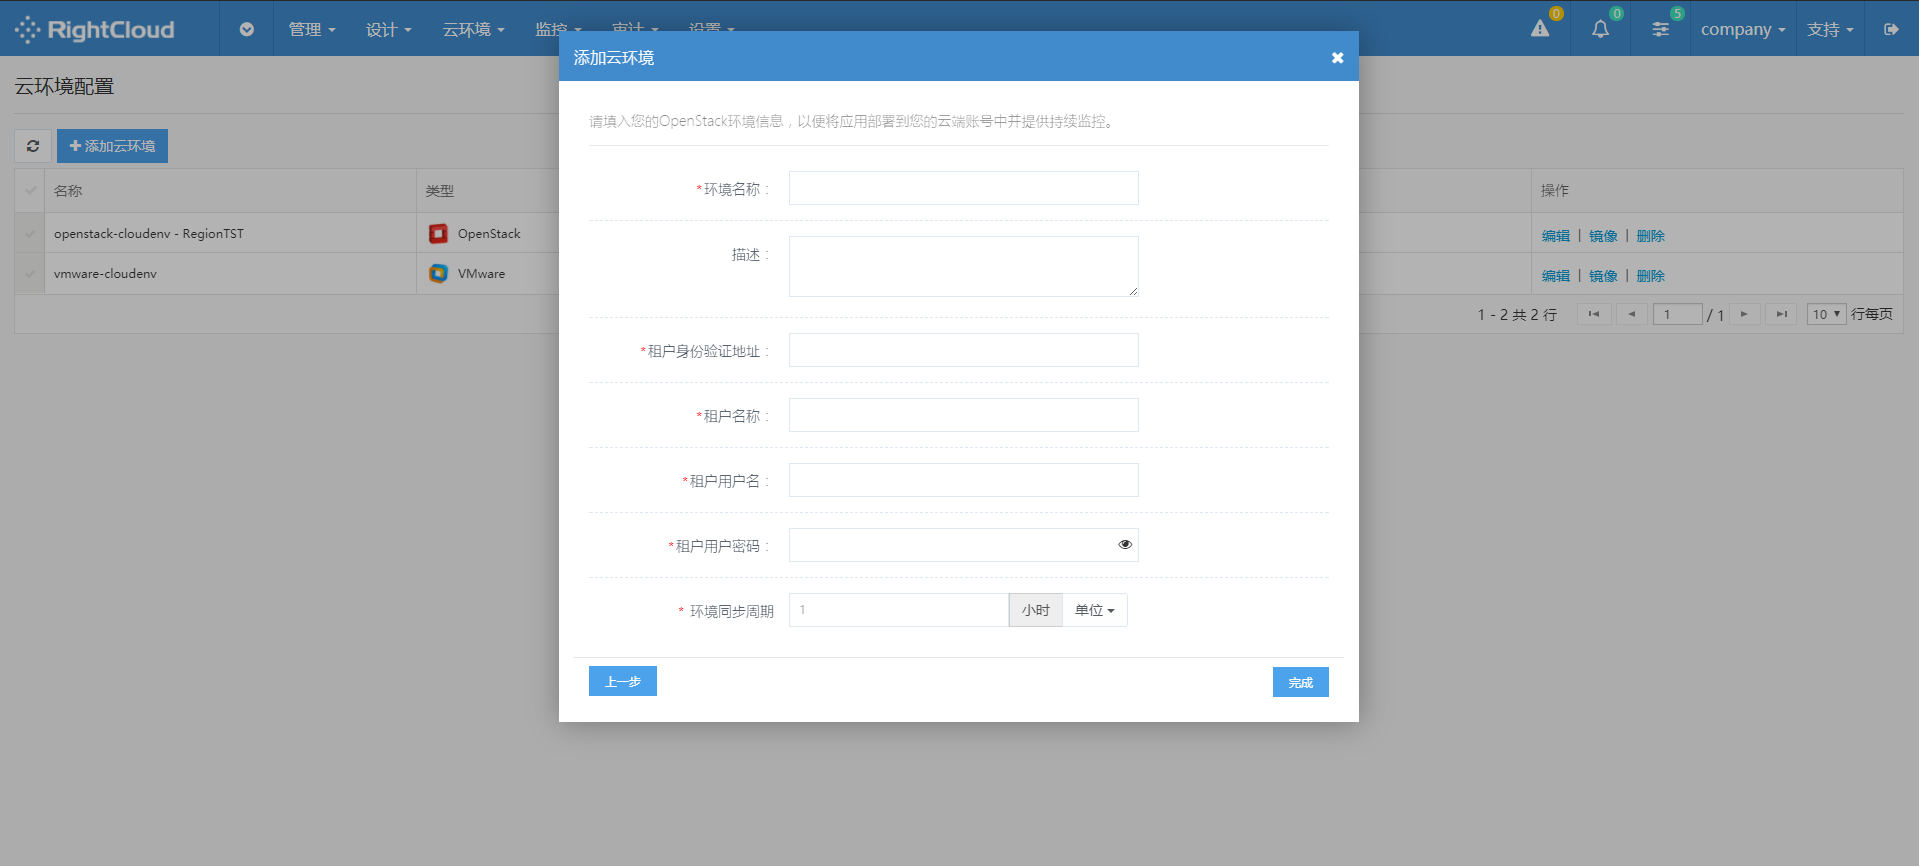 RightCloud
管理
设计
云环境
监控
审计
设置
0
0
5
company
支持
云环境配置
添加云环境
名称
类型
操作
openstack-cloudenv - RegionTST
OpenStack
编辑 | 镜像 | 删除
vmware-cloudenv
VMware
编辑 | 镜像 | 删除
1 - 2 共 2 行
1
/ 1
10
行每页
添加云环境
请填入您的OpenStack环境信息，以便将应用部署到您的云端账号中并提供持续监控。
*环境名称：
描述：
*租户身份验证地址：
*租户名称：
*租户用户名：
*租户用户密码：
* 环境同步周期
1
小时
单位
上一步
完成